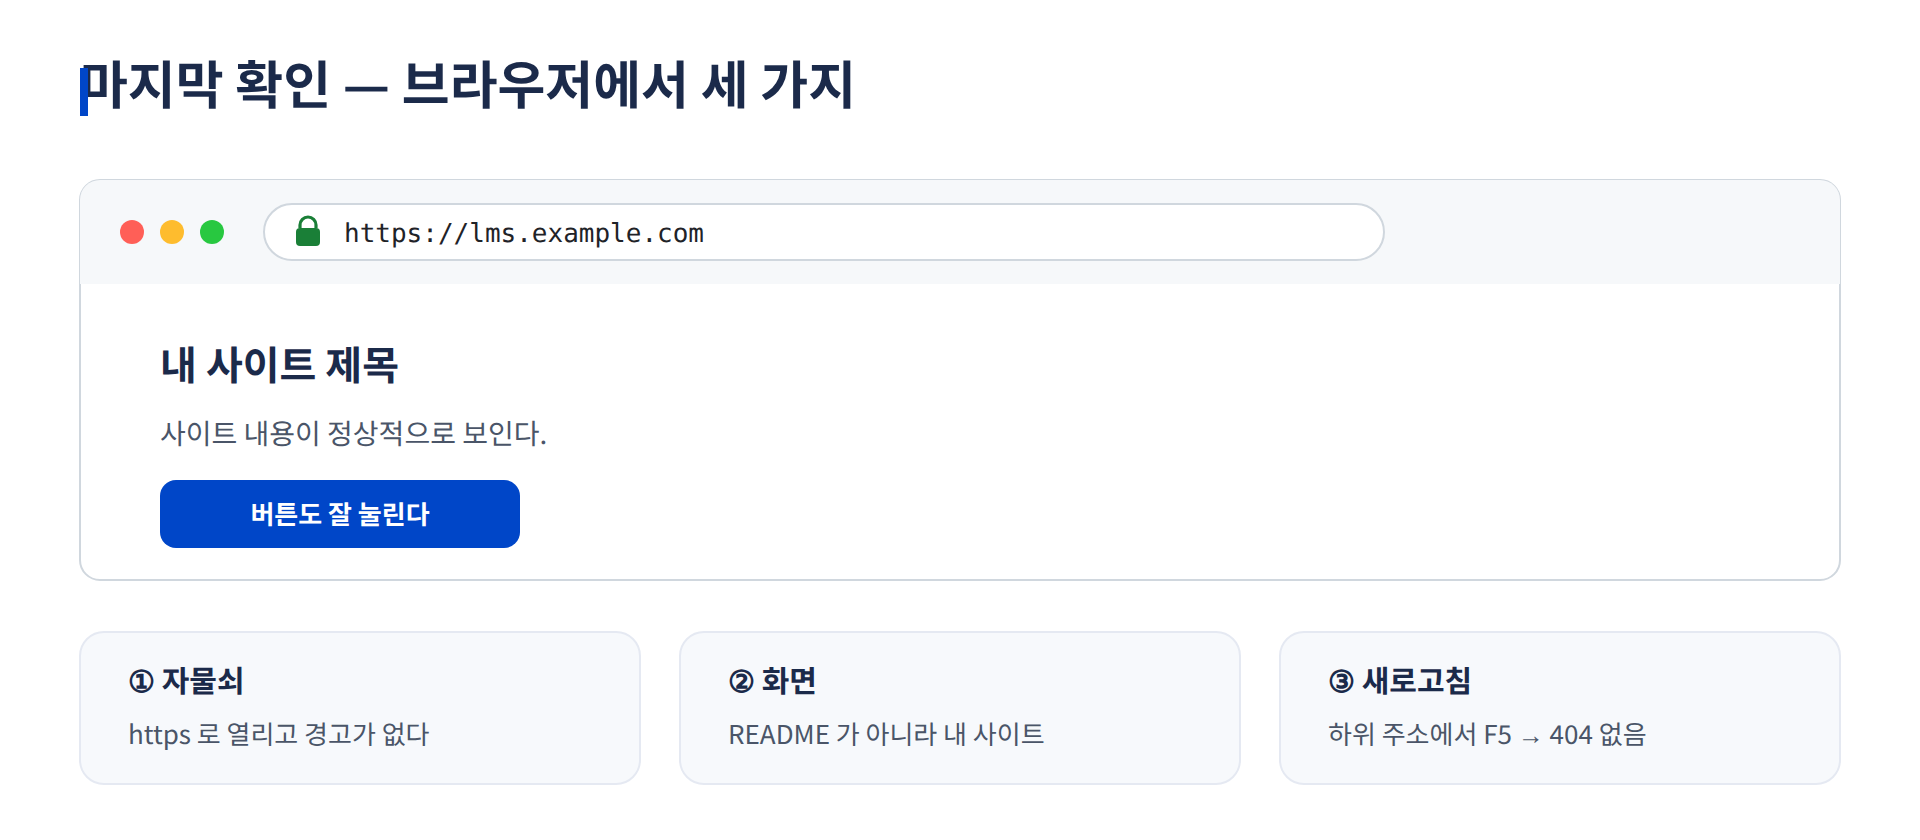 마지막 확인 — 브라우저에서 세 가지
https://lms.example.com
내 사이트 제목
사이트 내용이 정상적으로 보인다.
버튼도 잘 눌린다
① 자물쇠
https 로 열리고 경고가 없다
② 화면
README 가 아니라 내 사이트
③ 새로고침
하위 주소에서 F5 → 404 없음